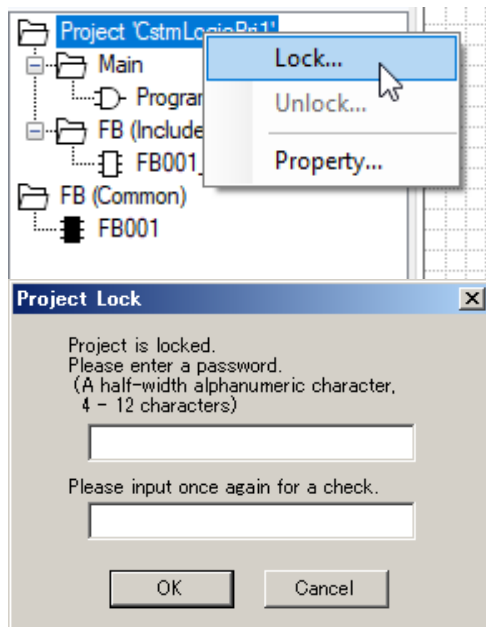 Project 'CstmLogicPrj1'
Lock...
Main
Unlock...
FB (Include
Property...
FB001_
FB (Common)
FB001
Project Lock
Project is locked.
Please enter a password.
(A half-width alphanumeric character,
4 - 12 characters)
Please input once again for a check.
OK
Cancel